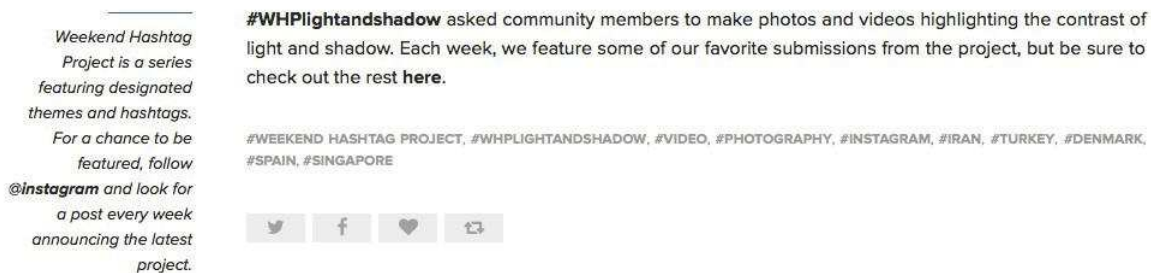 Weekend Hashtag
Project is a series
featuring designated
themes and hashtags.
For a chance to be
featured, follow
@instagram and look for
a post every week
announcing the latest
project.
#WHPlightandshadow asked community members to make photos and videos highlighting the contrast of
light and shadow. Each week, we feature some of our favorite submissions from the project, but be sure to
check out the rest here.
#WEEKEND HASHTAG PROJECT, #WHPLIGHTANDSHADOW, #VIDEO, #PHOTOGRAPHY, #INSTAGRAM, #IRAN, #TURKEY, #DENMARK,
#SPAIN, #SINGAPORE